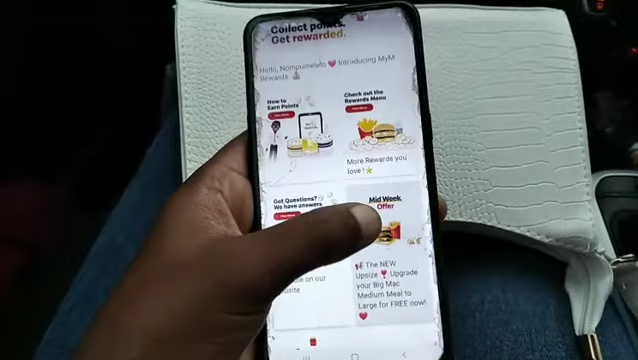 Collect points.
Get rewarded.
Hello, Nompumelelo ❤️ Introducing MyM
Rewards.
How to
Earn Points
Check out the
Rewards Menu
More Rewards you
love !⭐
Got Questions?
We have answers
Mid Week
Offer
📢 The NEW
Upsize ❣️ Upgrade
your Big Mac
Medium Meal to
Large for FREE now!
❤️
on our